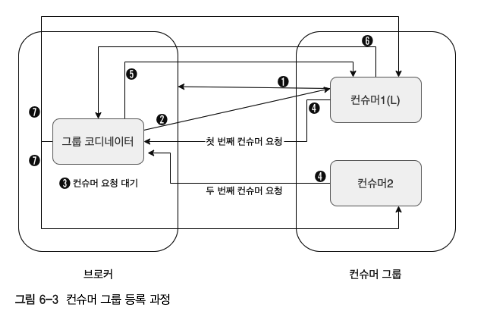 ❻
❺
❶
컨슈머1(L)
❹
❼
❷
그룹 코디네이터
첫 번째 컨슈머 요청
❼
❸ 컨슈머 요청 대기
❹
컨슈머2
두 번째 컨슈머 요청
브로커
컨슈머 그룹
그림 6-3 컨슈머 그룹 등록 과정